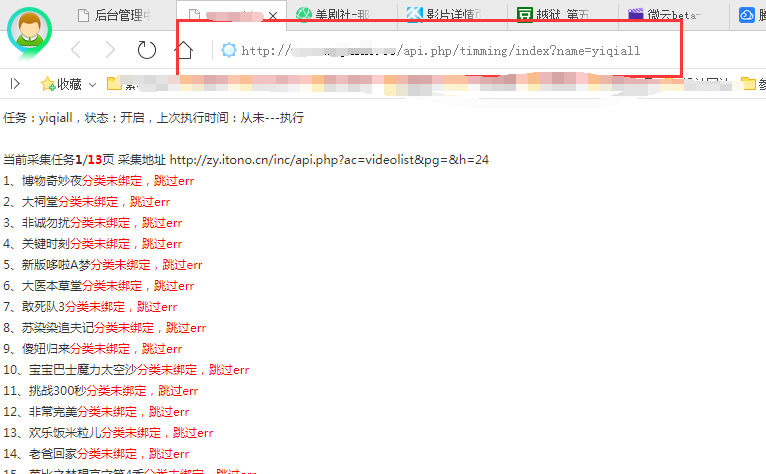 后台管理中
美剧社-那
影片详情页
越狱 第五
微云beta-
腾
http:// /api.php/timming/index?name=yiqiall
收藏
任务：yiqiall，状态：开启，上次执行时间：从未---执行
当前采集任务1/13页 采集地址 http://zy.itono.cn/inc/api.php?ac=videolist&pg=&h=24
1、博物奇妙夜分类未绑定，跳过err
2、大祠堂分类未绑定，跳过err
3、非诚勿扰分类未绑定，跳过err
4、关键时刻分类未绑定，跳过err
5、新版哆啦A梦分类未绑定，跳过err
6、大医本草堂分类未绑定，跳过err
7、敢死队3分类未绑定，跳过err
8、苏染染追夫记分类未绑定，跳过err
9、傻妞归来分类未绑定，跳过err
10、宝宝巴士魔力太空沙分类未绑定，跳过err
11、挑战300秒分类未绑定，跳过err
12、非常完美分类未绑定，跳过err
13、欢乐饭米粒儿分类未绑定，跳过err
14、老爸回家分类未绑定，跳过err